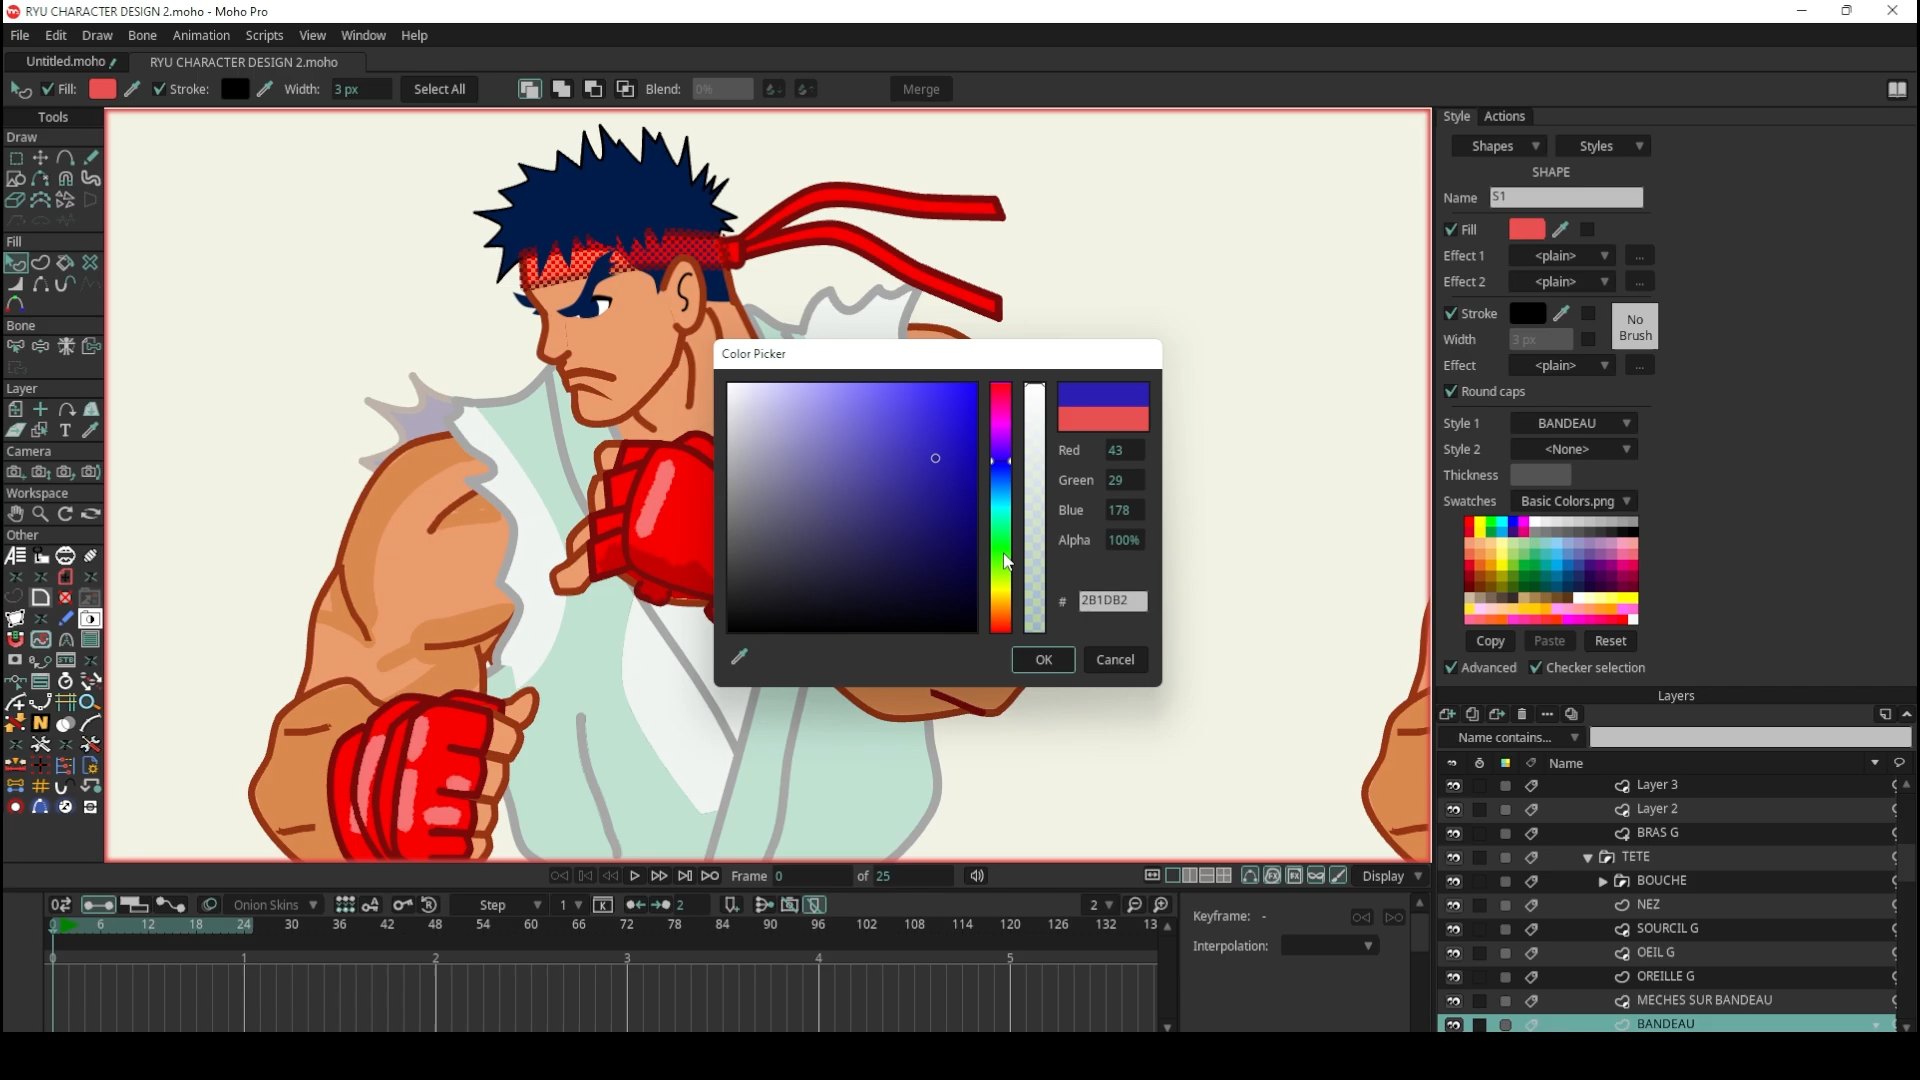 RYU CHARACTER DESIGN 2.moho - Moho Pro
File Edit Draw Bone Animation Scripts View Window Help
Untitled.moho RYU CHARACTER DESIGN 2.moho
Fill: Stroke: Width: 3 px Select All Blend: 0% Merge
Tools
Draw
Fill
Bone
Layer
Camera
Workspace
Other
Style Actions
Shapes Styles
SHAPE
Name S1
Fill
Effect 1 <plain> ...
Effect 2 <plain> ...
Stroke No Brush
Width 3 px
Effect <plain> ...
Round caps
Style 1 BANDEAU
Style 2 <None>
Thickness
Swatches Basic Colors.png
Copy Paste Reset
Advanced Checker selection
Color Picker
Red 43
Green 29
Blue 178
Alpha 100%
# 2B1DB2
OK Cancel
Layers
Name contains...
Name
Layer 3
Layer 2
BRAS G
TETE
BOUCHE
NEZ
SOURCIL G
OEIL G
OREILLE G
MECHES SUR BANDEAU
BANDEAU
Frame 0 of 25 Display
Onion Skins Step 1 2 2
0 6 12 18 24 30 36 42 48 54 60 66 72 78 84 90 96 102 108 114 120 126 132 13
0 1 2 3 4 5
Keyframe: -
Interpolation: